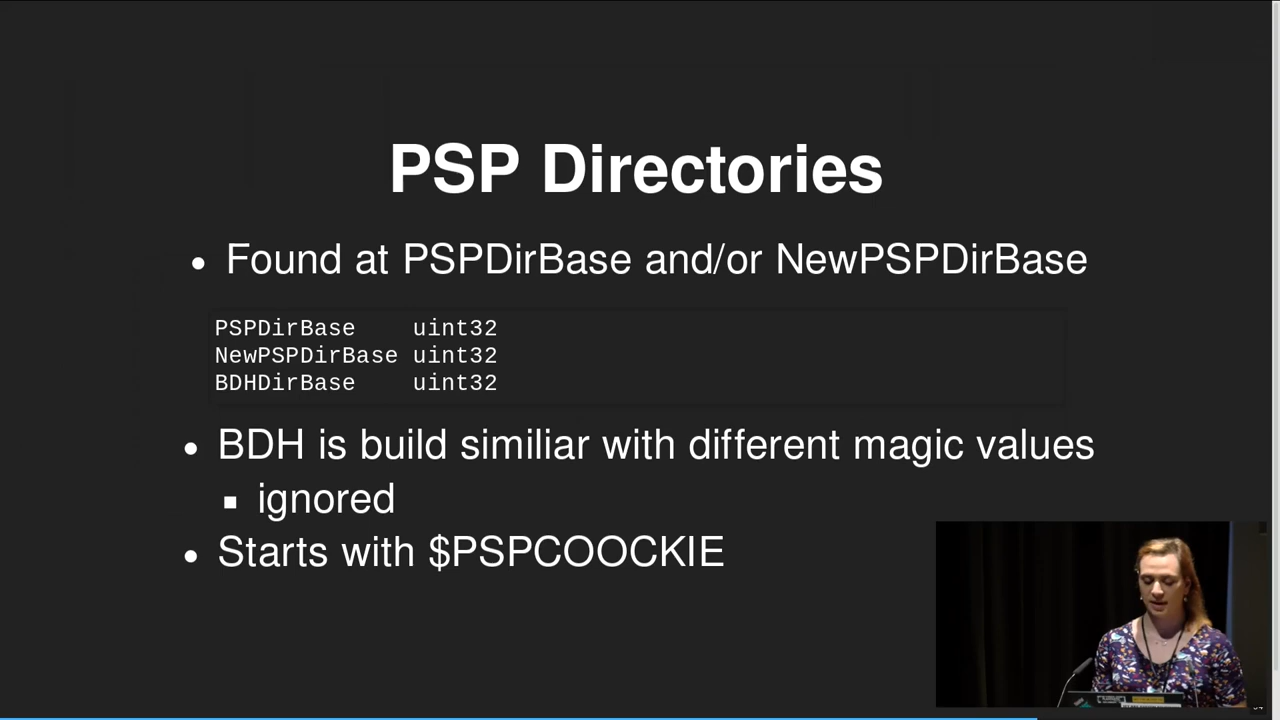 PSP Directories
Found at PSPDirBase and/or NewPSPDirBase
PSPDirBase    uint32
NewPSPDirBase uint32
BDHDirBase    uint32
BDH is build similiar with different magic values
ignored
Starts with $PSPCOOCKIE